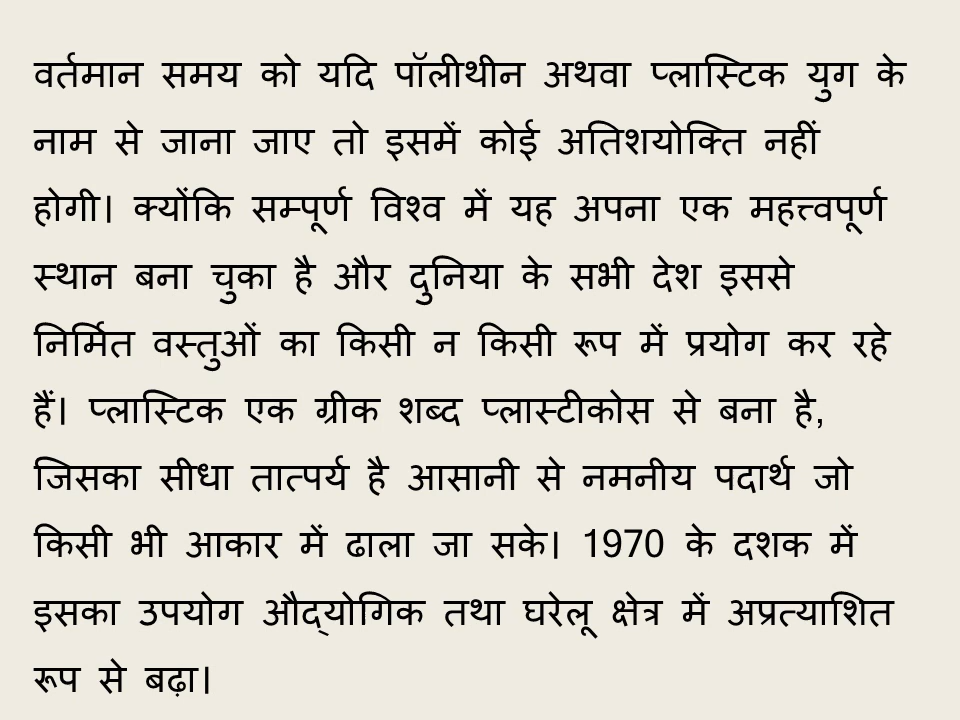 वर्तमान समय को यदि पॉलीथीन अथवा प्लास्टिक युग के
नाम से जाना जाए तो इसमें कोई अतिशयोक्ति नहीं
होगी। क्योंकि सम्पूर्ण विश्व में यह अपना एक महत्त्वपूर्ण
स्थान बना चुका है और दुनिया के सभी देश इससे
निर्मित वस्तुओं का किसी न किसी रूप में प्रयोग कर रहे
हैं। प्लास्टिक एक ग्रीक शब्द प्लास्टीकोस से बना है,
जिसका सीधा तात्पर्य है आसानी से नमनीय पदार्थ जो
किसी भी आकार में ढाला जा सके। 1970 के दशक में
इसका उपयोग औद्‌योगिक तथा घरेलू क्षेत्र में अप्रत्याशित
रूप से बढ़ा।